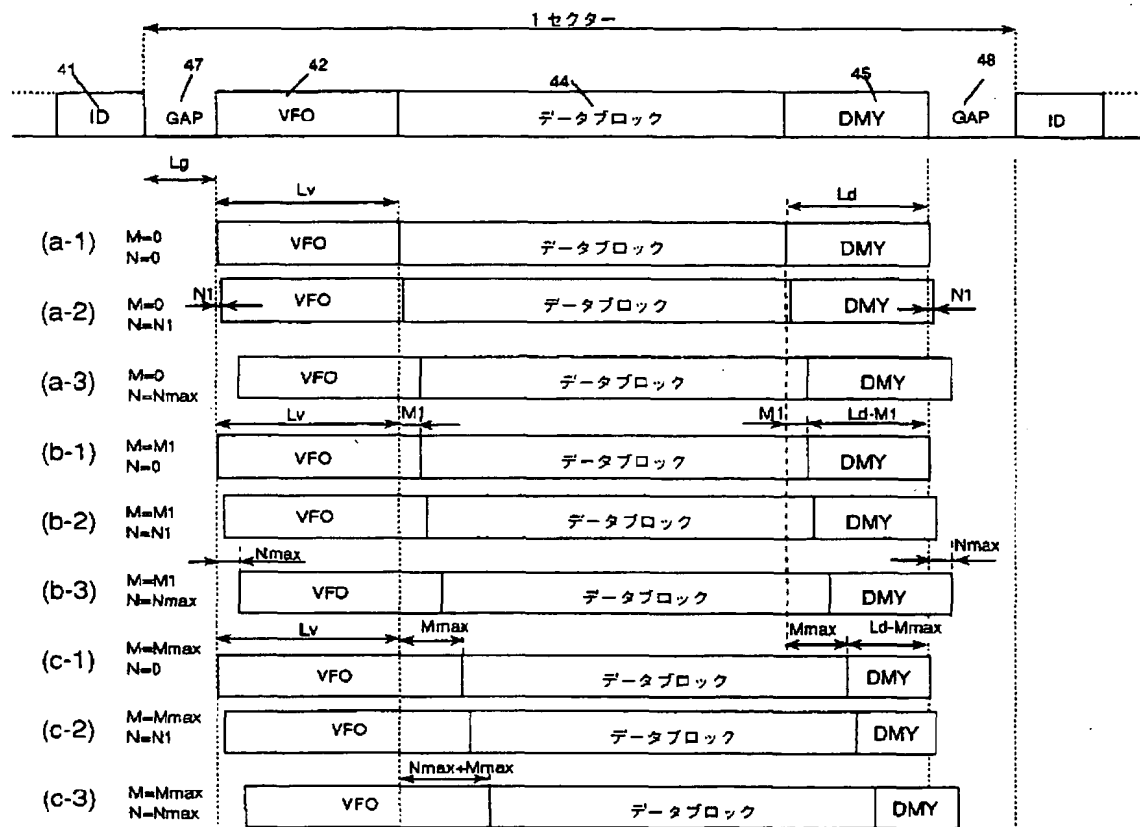 1 セクター
41
47
42
44
45
48
ID
GAP
VFO
データブロック
DMY
GAP
ID
Lg
Lv
Ld
(a-1)
M=0
N=0
VFO
データブロック
DMY
(a-2)
M=0
N=N1
N1
VFO
データブロック
DMY
N1
(a-3)
M=0
N=Nmax
VFO
データブロック
DMY
Lv
M1
M1
Ld-M1
(b-1)
M=M1
N=0
VFO
データブロック
DMY
(b-2)
M=M1
N=N1
VFO
データブロック
DMY
Nmax
Nmax
(b-3)
M=M1
N=Nmax
VFO
データブロック
DMY
Lv
Mmax
Mmax
Ld-Mmax
(c-1)
M=Mmax
N=0
VFO
データブロック
DMY
(c-2)
M=Mmax
N=N1
VFO
データブロック
DMY
Nmax+Mmax
(c-3)
M=Mmax
N=Nmax
VFO
データブロック
DMY